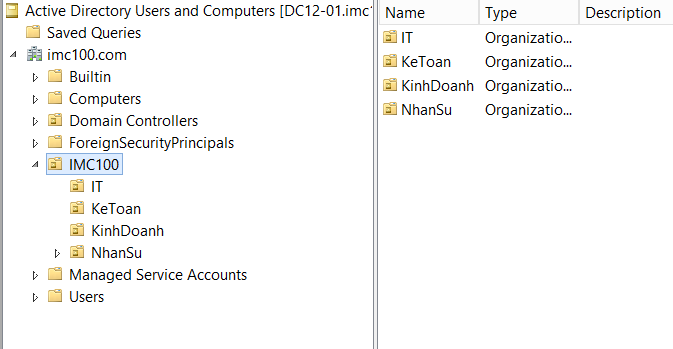 Active Directory Users and Computers [DC12-01.imc1
Saved Queries
imc100.com
Builtin
Computers
Domain Controllers
ForeignSecurityPrincipals
IMC100
IT
KeToan
KinhDoanh
NhanSu
Managed Service Accounts
Users
Name Type Description
IT Organizatio...
KeToan Organizatio...
KinhDoanh Organizatio...
NhanSu Organizatio...